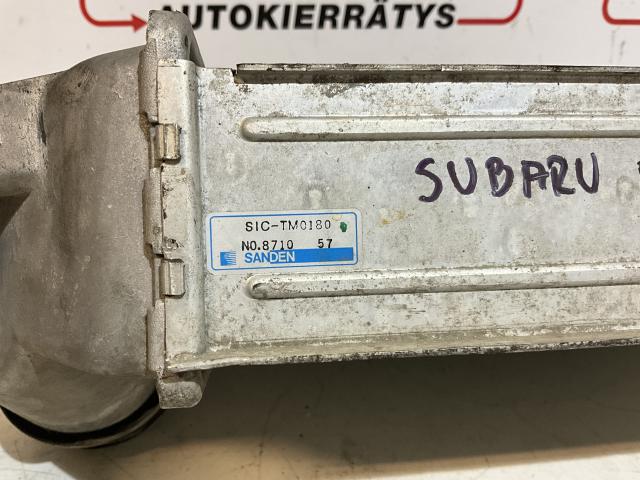 AUTOKIERRÄTYS
SUBARU
SIC-TM0180
NO.8710 57
SANDEN